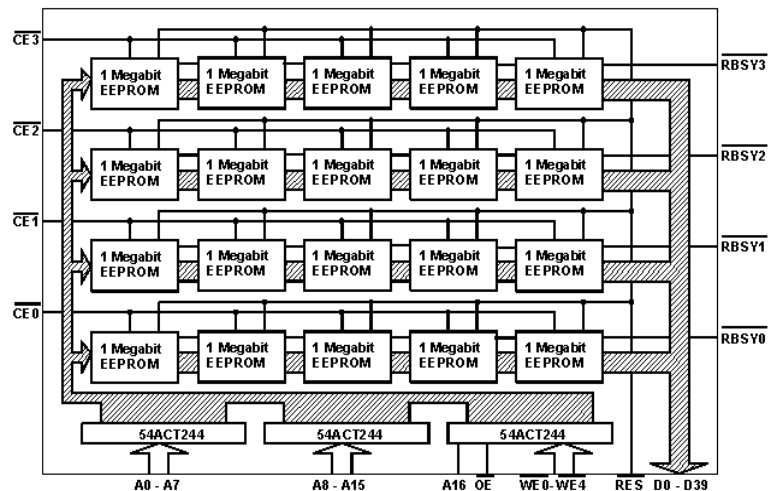 CE3
1 Megabit EEPROM 1 Megabit EEPROM 1 Megabit EEPROM 1 Megabit EEPROM 1 Megabit EEPROM
RBSY3
CE2
1 Megabit EEPROM 1 Megabit EEPROM 1 Megabit EEPROM 1 Megabit EEPROM 1 Megabit EEPROM
RBSY2
CE1
1 Megabit EEPROM 1 Megabit EEPROM 1 Megabit EEPROM 1 Megabit EEPROM 1 Megabit EEPROM
RBSY1
CE0
1 Megabit EEPROM 1 Megabit EEPROM 1 Megabit EEPROM 1 Megabit EEPROM 1 Megabit EEPROM
RBSY0
54ACT244 54ACT244 54ACT244
A0 - A7 A8 - A15 A16 OE WE0-WE4 RES D0 - D39